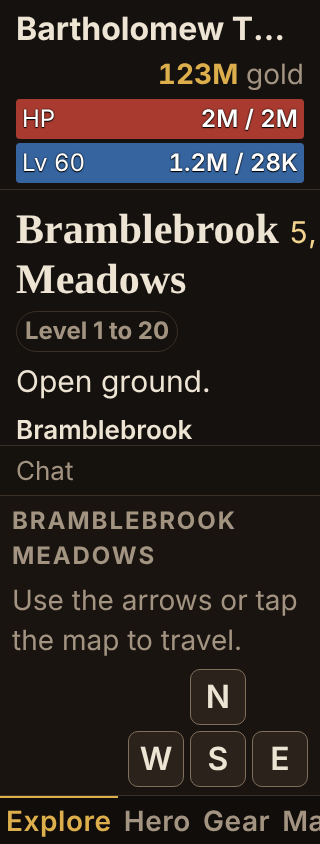 Bartholomew T…
123M gold
HP 2M / 2M
Lv 60 1.2M / 28K
Bramblebrook 5,
Meadows
Level 1 to 20
Open ground.
Bramblebrook
Chat
BRAMBLEBROOK
MEADOWS
Use the arrows or tap
the map to travel.
N
W S E
Explore Hero Gear Ma